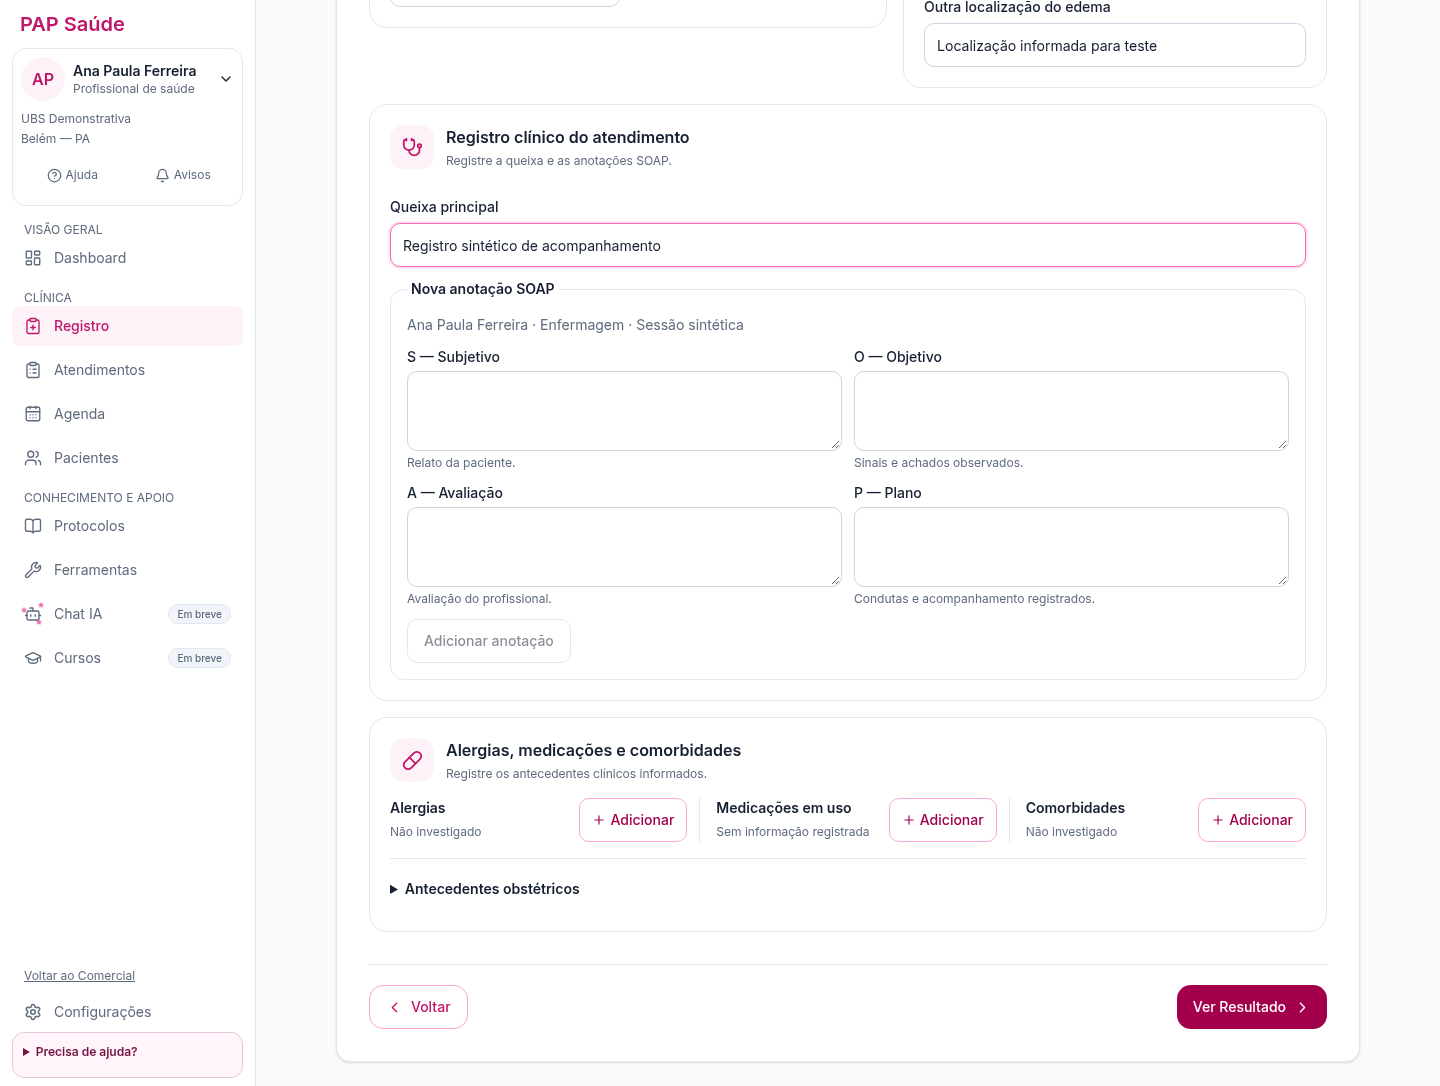 PAP Saúde
AP
Ana Paula Ferreira
Profissional de saúde
UBS Demonstrativa
Belém — PA
Ajuda
Avisos
VISÃO GERAL
Dashboard
CLÍNICA
Registro
Atendimentos
Agenda
Pacientes
CONHECIMENTO E APOIO
Protocolos
Ferramentas
Chat IA
Em breve
Cursos
Em breve
Voltar ao Comercial
Configurações
Precisa de ajuda?
Outra localização do edema
Localização informada para teste
Registro clínico do atendimento
Registre a queixa e as anotações SOAP.
Queixa principal
Registro sintético de acompanhamento
Nova anotação SOAP
Ana Paula Ferreira · Enfermagem · Sessão sintética
S — Subjetivo
Relato da paciente.
O — Objetivo
Sinais e achados observados.
A — Avaliação
Avaliação do profissional.
P — Plano
Condutas e acompanhamento registrados.
Adicionar anotação
Alergias, medicações e comorbidades
Registre os antecedentes clínicos informados.
Alergias
Não investigado
+ Adicionar
Medicações em uso
Sem informação registrada
+ Adicionar
Comorbidades
Não investigado
+ Adicionar
Antecedentes obstétricos
Voltar
Ver Resultado